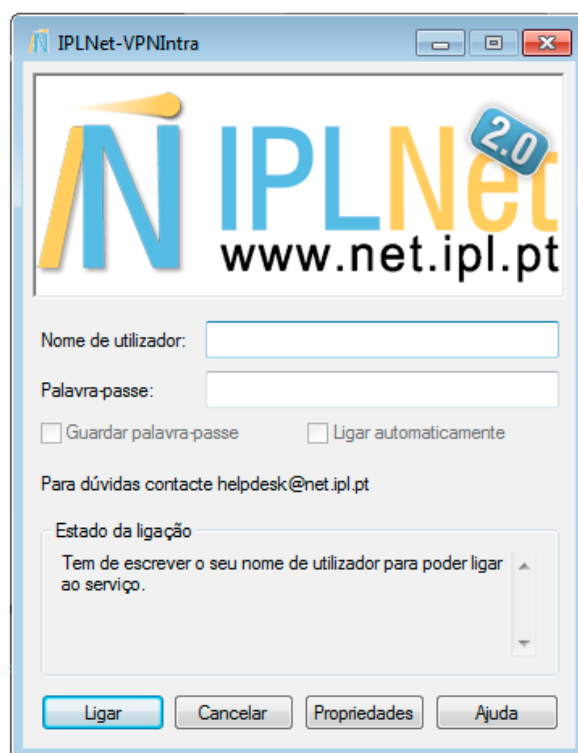 IPLNet-VPNIntra
IPLNet 2.0
www.net.ipl.pt
Nome de utilizador:
Palavra-passe:
Guardar palavra-passe Ligar automaticamente
Para dúvidas contacte helpdesk@net.ipl.pt
Estado da ligação
Tem de escrever o seu nome de utilizador para poder ligar
ao serviço.
Ligar Cancelar Propriedades Ajuda